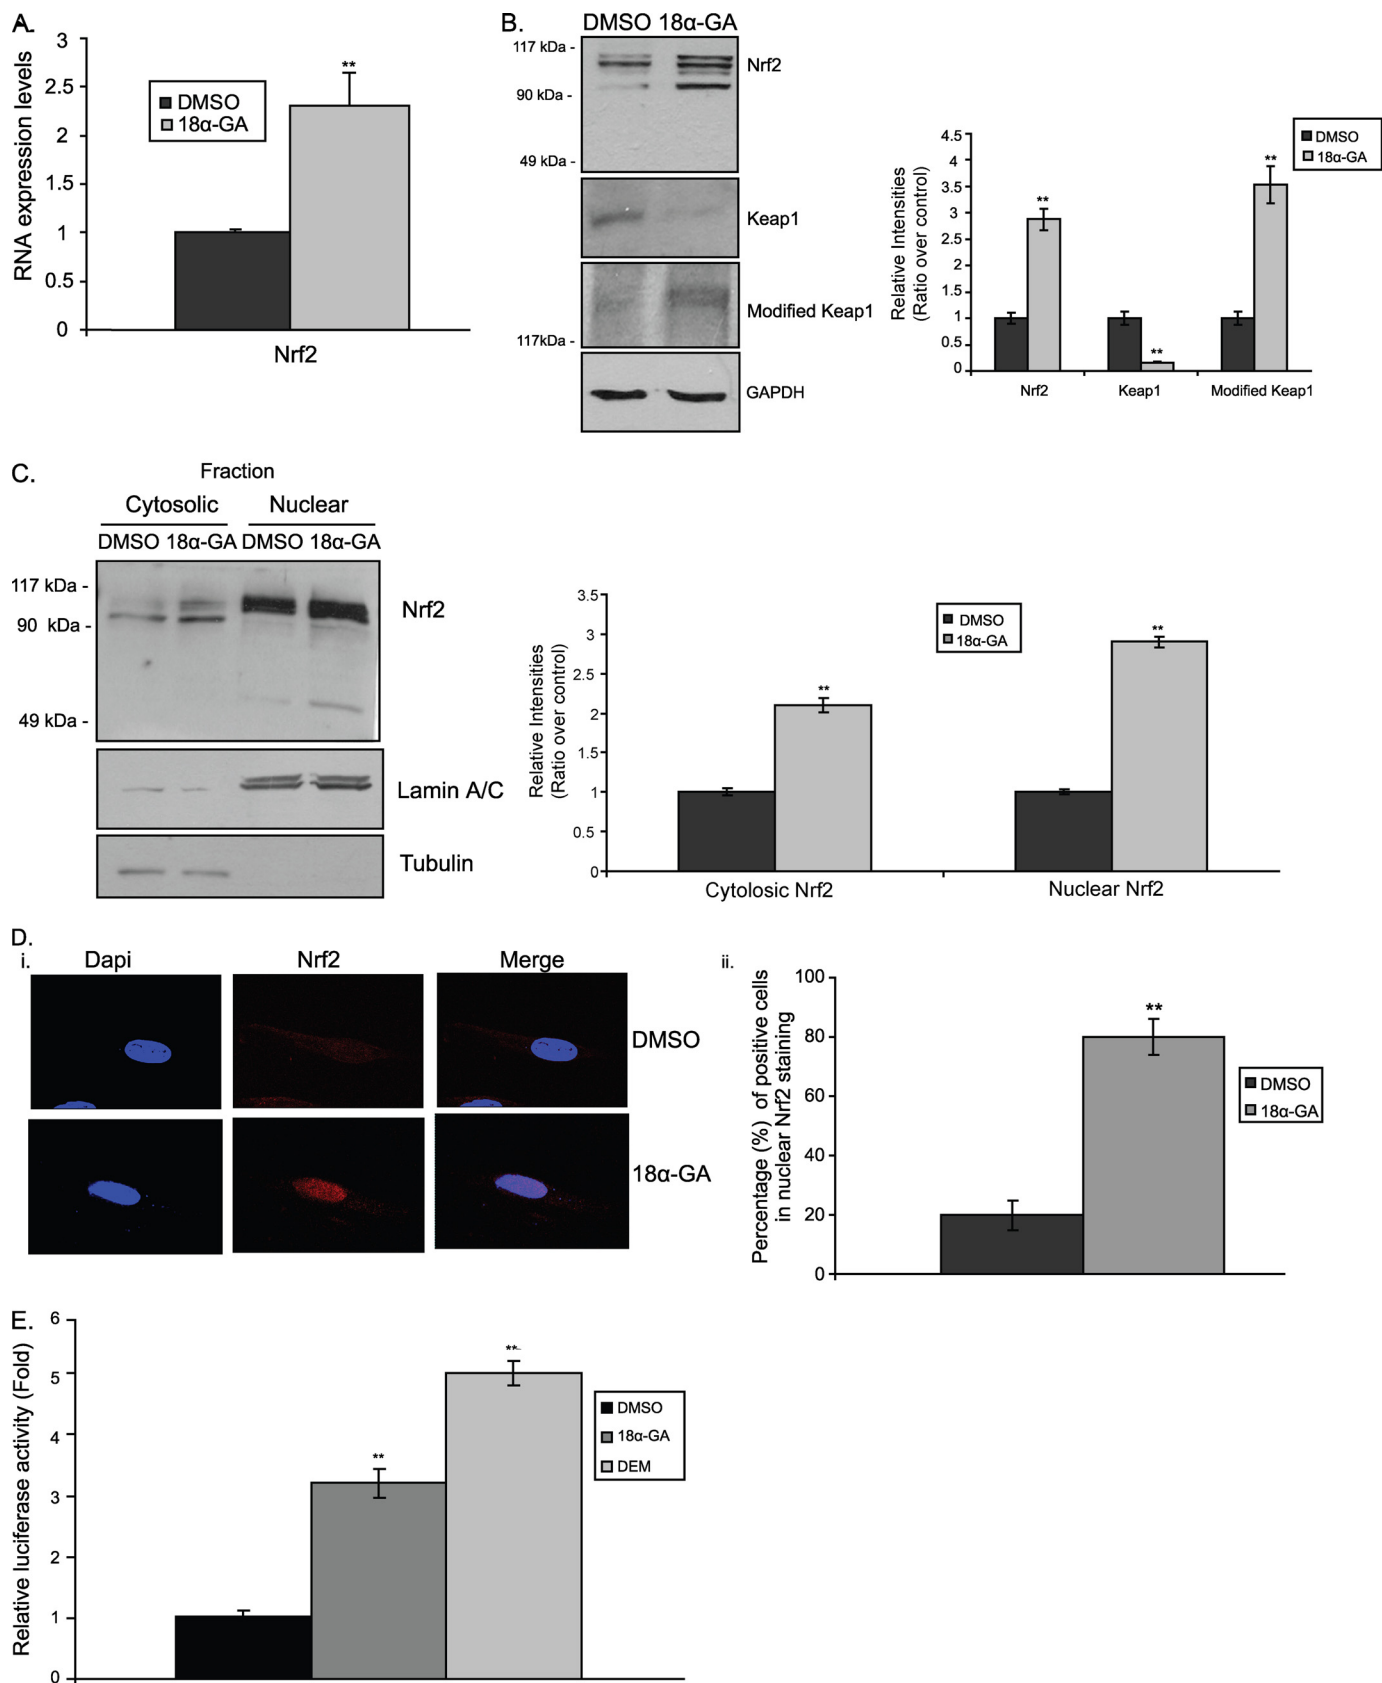 A.
RNA expression levels
3
2.5
2
1.5
1
0.5
0
DMSO
18α-GA
**
Nrf2
B.
DMSO 18α-GA
117 kDa -
90 kDa -
49 kDa -
Nrf2
Keap1
Modified Keap1
117kDa -
GAPDH
Relative Intensities
(Ratio over control)
4.5
4
3.5
3
2.5
2
1.5
1
0.5
0
DMSO
18α-GA
**
**
**
Nrf2 Keap1 Modified Keap1
C.
Fraction
Cytosolic Nuclear
DMSO 18α-GA DMSO 18α-GA
117 kDa -
90 kDa -
49 kDa -
Nrf2
Lamin A/C
Tubulin
Relative Intensities
(Ratio over control)
3.5
3
2.5
2
1.5
1
0.5
0
DMSO
18α-GA
**
**
Cytolosic Nrf2 Nuclear Nrf2
D.
i.
Dapi Nrf2 Merge
DMSO
18α-GA
ii.
Percentage (%) of positive cells
in nuclear Nrf2 staining
100
80
60
40
20
0
**
DMSO
18α-GA
E.
Relative luciferase activity (Fold)
6
5
4
3
2
1
0
**
**
DMSO
18α-GA
DEM